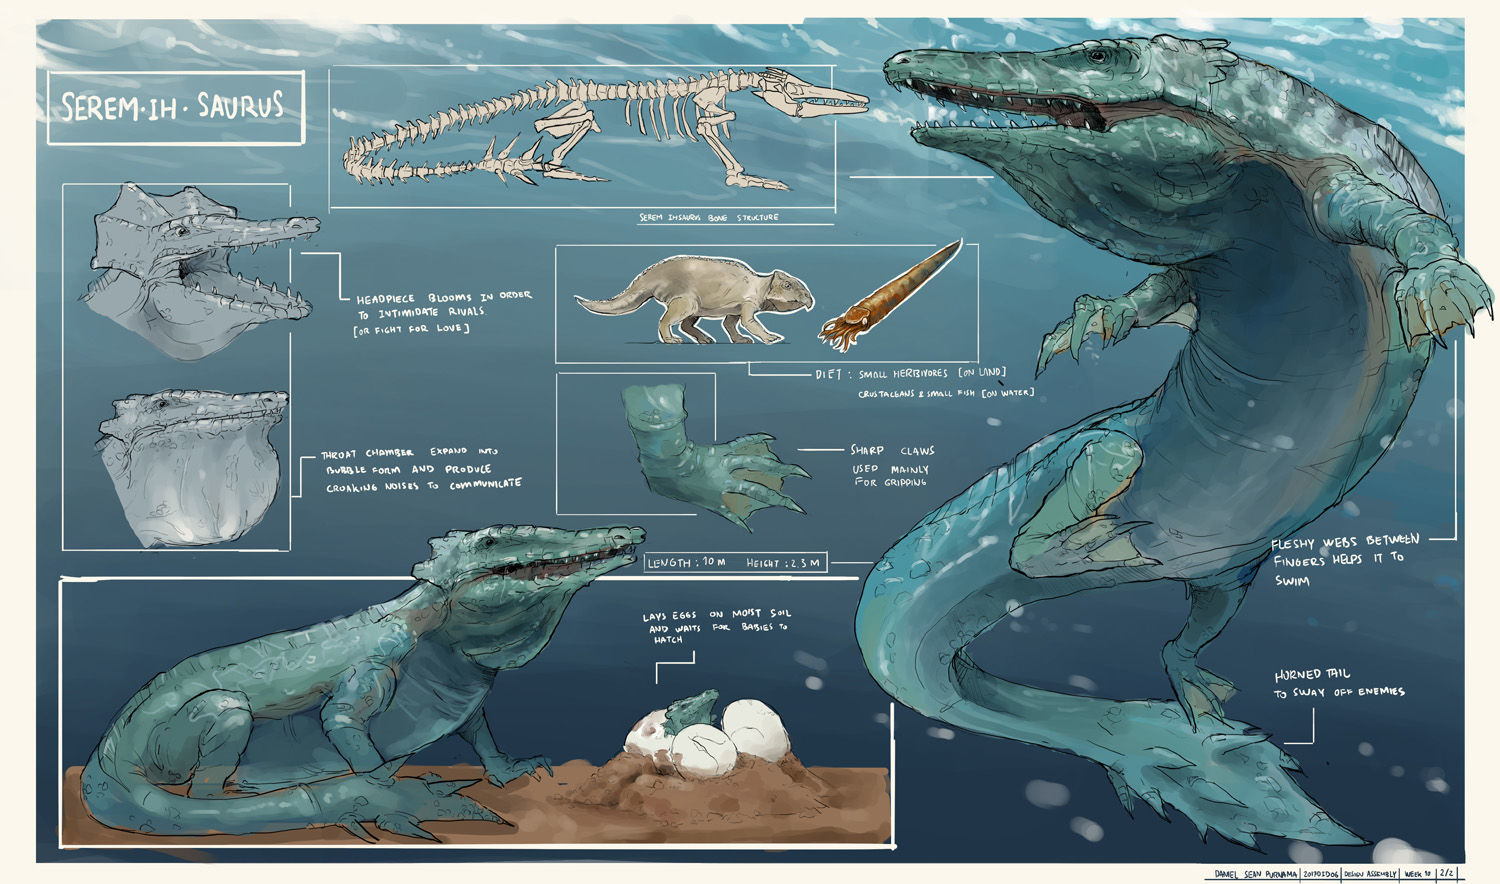 SEREM·IH·SAURUS
SEREM IHSAURUS BONE STRUCTURE
HEADPIECE BLOOMS IN ORDER
TO INTIMIDATE RIVALS
[OR FIGHT FOR LOVE]
DIET : SMALL HERBIVORES [ON LAND]
CRUSTACEANS & SMALL FISH [ON WATER]
THROAT CHAMBER EXPAND INTO
BUBBLE FORM AND PRODUCE
CROAKING NOISES TO COMMUNICATE
SHARP CLAWS
USED MAINLY
FOR GRIPPING
LENGTH : 10 M HEIGHT : 2.3 M
FLESHY WEBS BETWEEN
FINGERS HELPS IT TO
SWIM
LAYS EGGS ON MOIST SOIL
AND WAITS FOR BABIES TO
HATCH
HORNED TAIL
TO SWAY OFF ENEMIES
DANIEL SEAN PURNAMA | 2017DID06 | DESIGN ASSEMBLY | WEEK 10 | 2/2